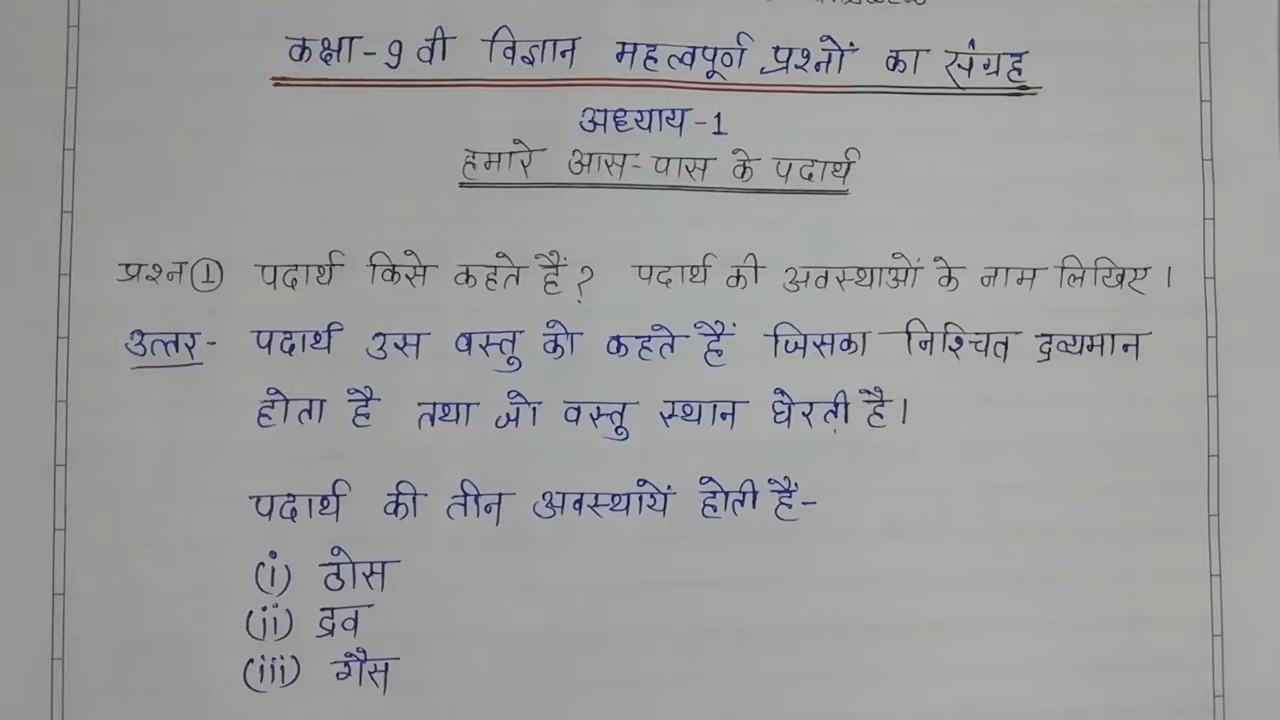 कक्षा-9 वी विज्ञान महत्वपूर्ण प्रश्नों का संग्रह
अध्याय-1
हमारे आस-पास के पदार्थ
प्रश्न① पदार्थ किसे कहते हैं? पदार्थ की अवस्थाओं के नाम लिखिए।
उत्तर- पदार्थ उस वस्तु को कहते हैं जिसका निश्चित द्रव्यमान
होता है तथा जो वस्तु स्थान घेरती है।
पदार्थ की तीन अवस्थायें होती हैं-
(i) ठोस
(ii) द्रव
(iii) गैस